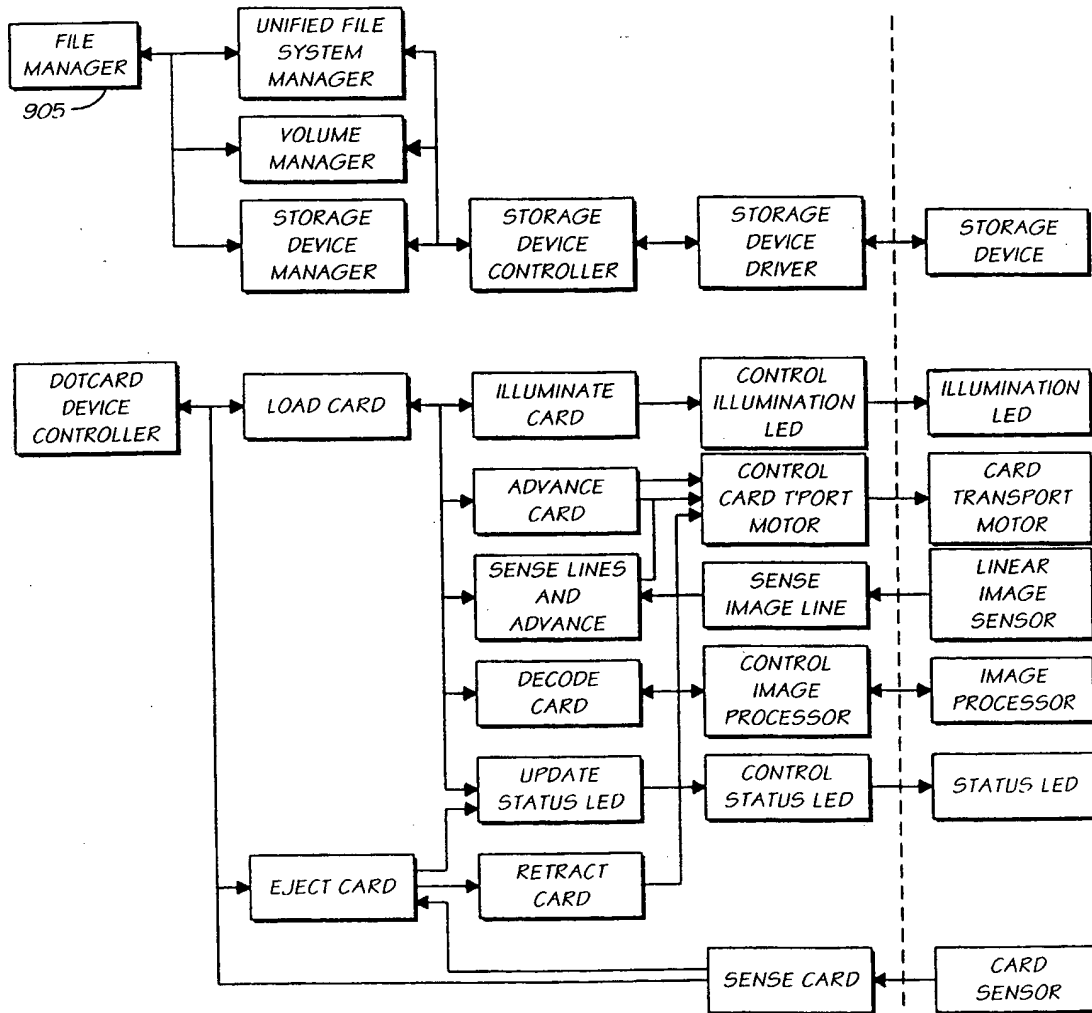 FILE
MANAGER
905
UNIFIED FILE
SYSTEM
MANAGER
VOLUME
MANAGER
STORAGE
DEVICE
MANAGER
STORAGE
DEVICE
CONTROLLER
STORAGE
DEVICE
DRIVER
STORAGE
DEVICE
DOTCARD
DEVICE
CONTROLLER
LOAD CARD
ILLUMINATE
CARD
CONTROL
ILLUMINATION
LED
ILLUMINATION
LED
ADVANCE
CARD
CONTROL
CARD T'PORT
MOTOR
CARD
TRANSPORT
MOTOR
SENSE LINES
AND
ADVANCE
SENSE
IMAGE LINE
LINEAR
IMAGE
SENSOR
DECODE
CARD
CONTROL
IMAGE
PROCESSOR
IMAGE
PROCESSOR
UPDATE
STATUS LED
CONTROL
STATUS LED
STATUS LED
EJECT CARD
RETRACT
CARD
SENSE CARD
CARD
SENSOR